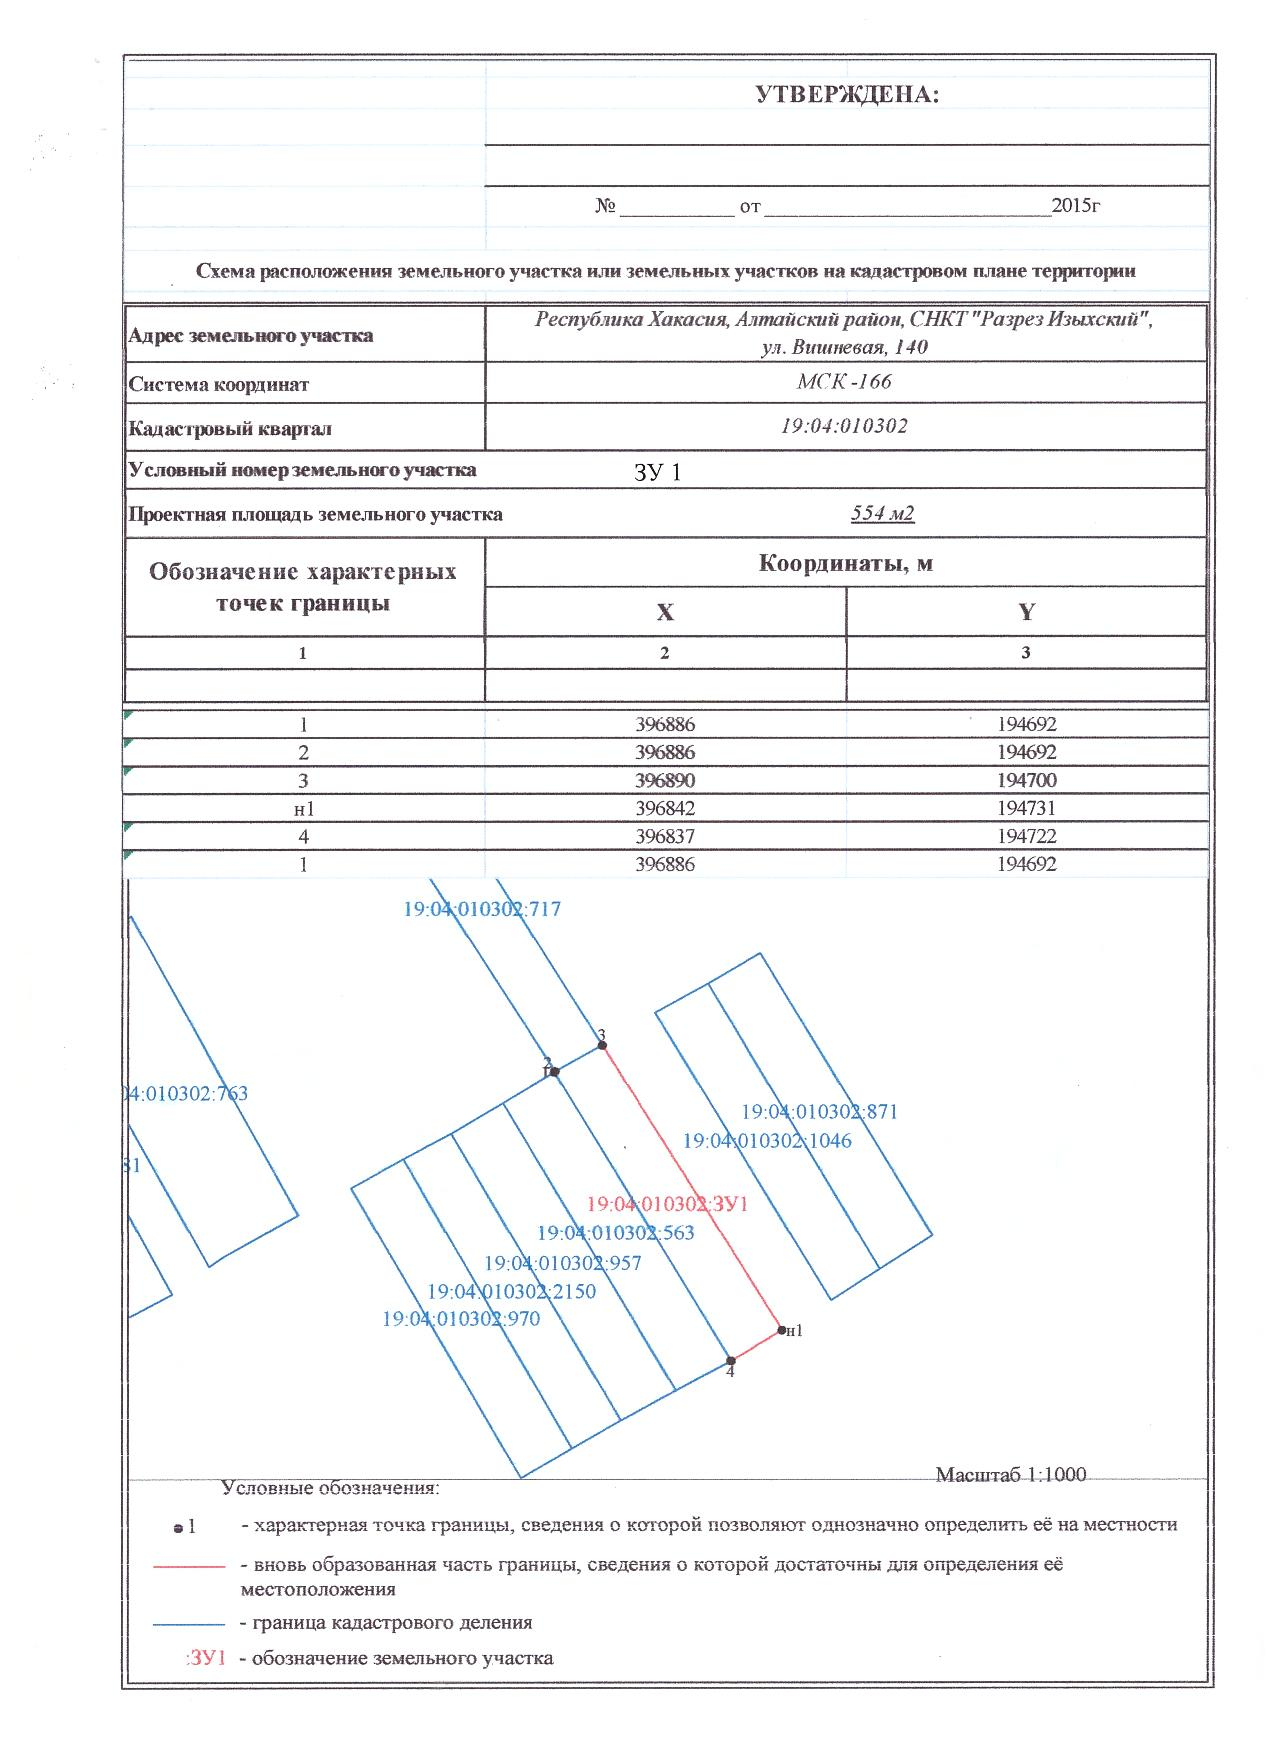 УТВЕРЖДЕНА:
№ ___________ от ___________________________2015г
Схема расположения земельного участка или земельных участков на кадастровом плане территории
Адрес земельного участка
Республика Хакасия, Алтайский район, СНКТ "Разрез Изыхский",
ул. Вишневая, 140
Система координат
МСК -166
Кадастровый квартал
19:04:010302
Условный номер земельного участка
ЗУ 1
Проектная площадь земельного участка
554 м2
Обозначение характерных
точек границы
Координаты, м
X Y
1 2 3
1 396886 194692
2 396886 194692
3 396890 194700
н1 396842 194731
4 396837 194722
1 396886 194692
19:04:010302:717
3
2
1
04:010302:763
19:04:010302:871
19:04:010302:1046
31
19:04:010302:ЗУ1
19:04:010302:563
19:04:010302:957
19:04:010302:2150
19:04:010302:970
н1
4
Масштаб 1:1000
Условные обозначения:
1 - характерная точка границы, сведения о которой позволяют однозначно определить её на местности
- вновь образованная часть границы, сведения о которой достаточны для определения её
местоположения
- граница кадастрового деления
:ЗУ1 - обозначение земельного участка